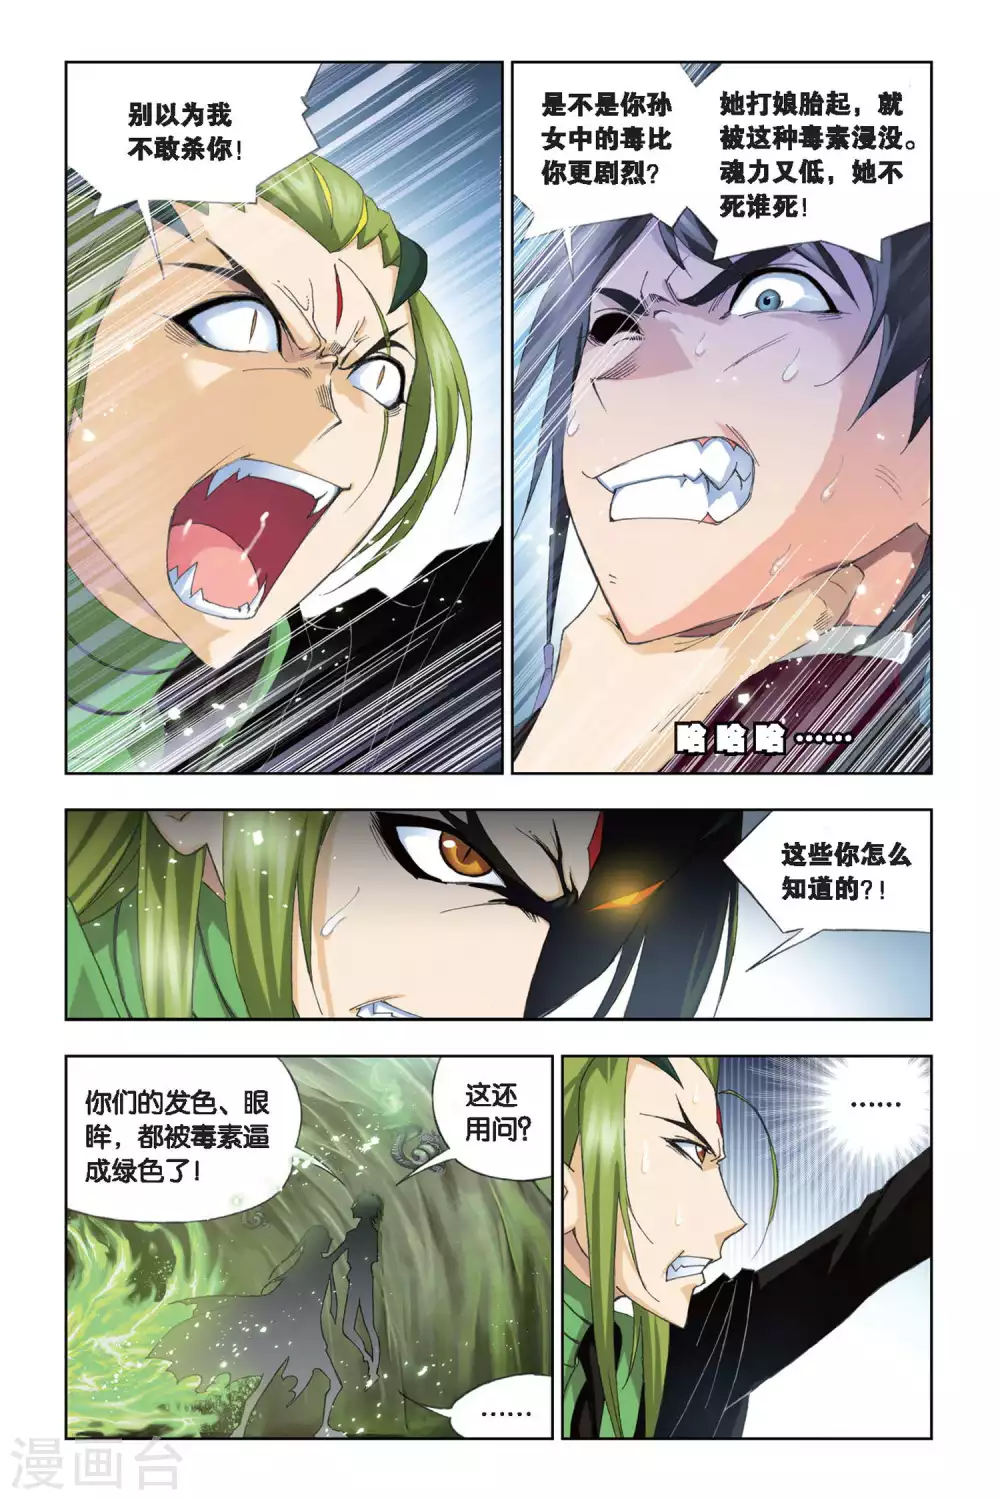 别以为我
不敢杀你！
是不是你孙
女中的毒比
你更剧烈？
她打娘胎起，就
被这种毒素浸没。
魂力又低，她不
死谁死！
哈哈哈……
这些你怎么
知道的？！
这还
用问？
你们的发色、眼
眸，都被毒素逼
成绿色了！
……
……
漫画台